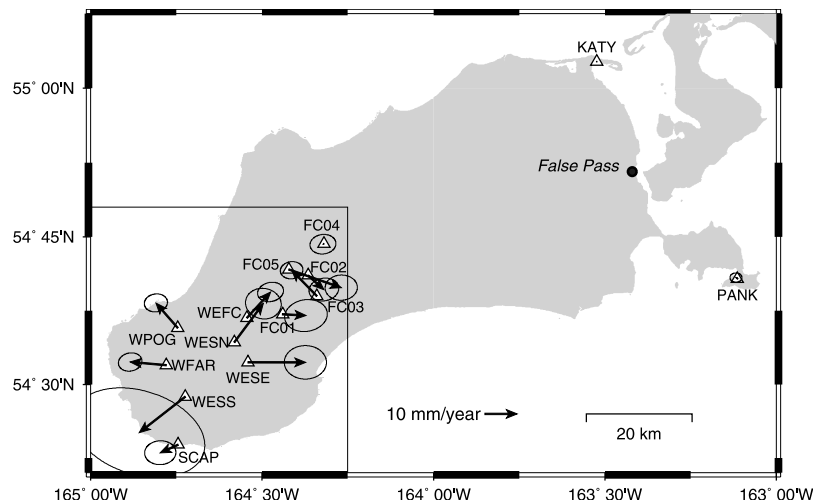 KATY
55° 00'N
False Pass
FC04
54° 45'N
FC05
FC02
PANK
FC03
WEFC
FC01
WPOG
WESN
WFAR
WESE
54° 30'N
WESS
10 mm/year
20 km
SCAP
165° 00'W
164° 30'W
164° 00'W
163° 30'W
163° 00'W